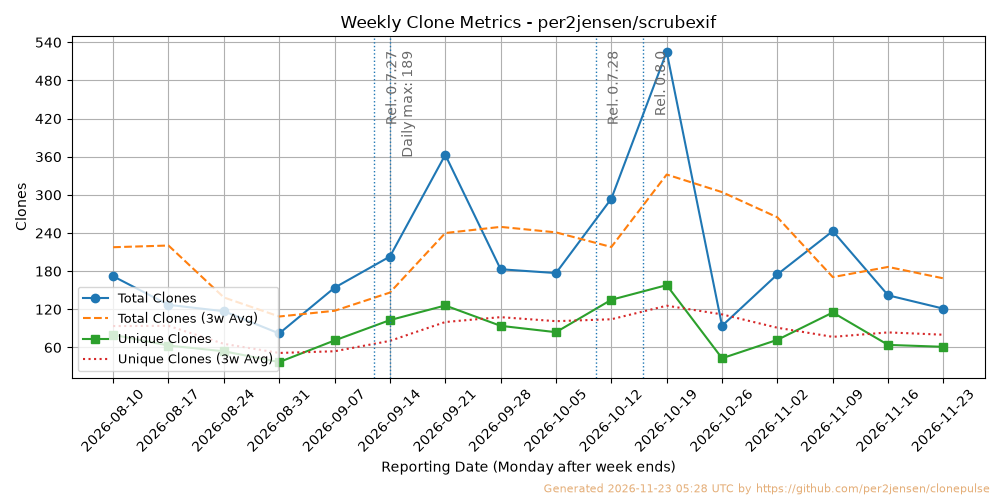 Weekly Clone Metrics - per2jensen/scrubexif
540
480
420
360
300
240
180
120
60
Clones
Rel. 0.7.27
Daily max: 189
Rel. 0.7.28
Rel. 0.8.0
Total Clones
Total Clones (3w Avg)
Unique Clones
Unique Clones (3w Avg)
2026-08-10
2026-08-17
2026-08-24
2026-08-31
2026-09-07
2026-09-14
2026-09-21
2026-09-28
2026-10-05
2026-10-12
2026-10-19
2026-10-26
2026-11-02
2026-11-09
2026-11-16
2026-11-23
Reporting Date (Monday after week ends)
Generated 2026-11-23 05:28 UTC by https://github.com/per2jensen/clonepulse